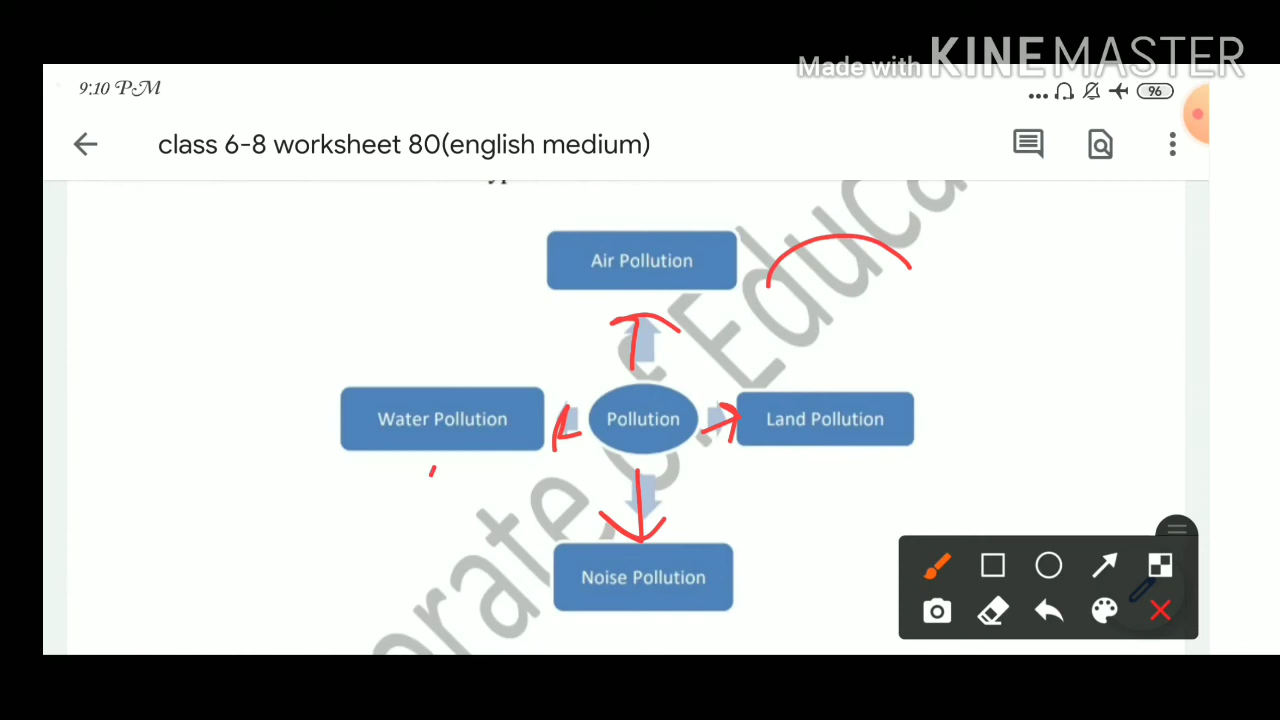 Made with KINEMASTER
9:10 PM
96
class 6-8 worksheet 80(english medium)
Air Pollution
Water Pollution
Pollution
Land Pollution
Noise Pollution